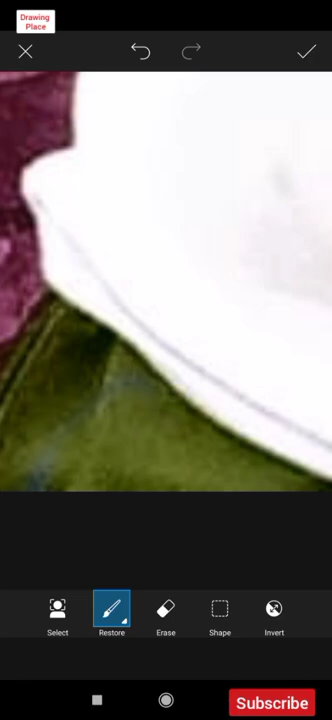 Drawing
Place
Select
Restore
Erase
Shape
Invert
Subscribe